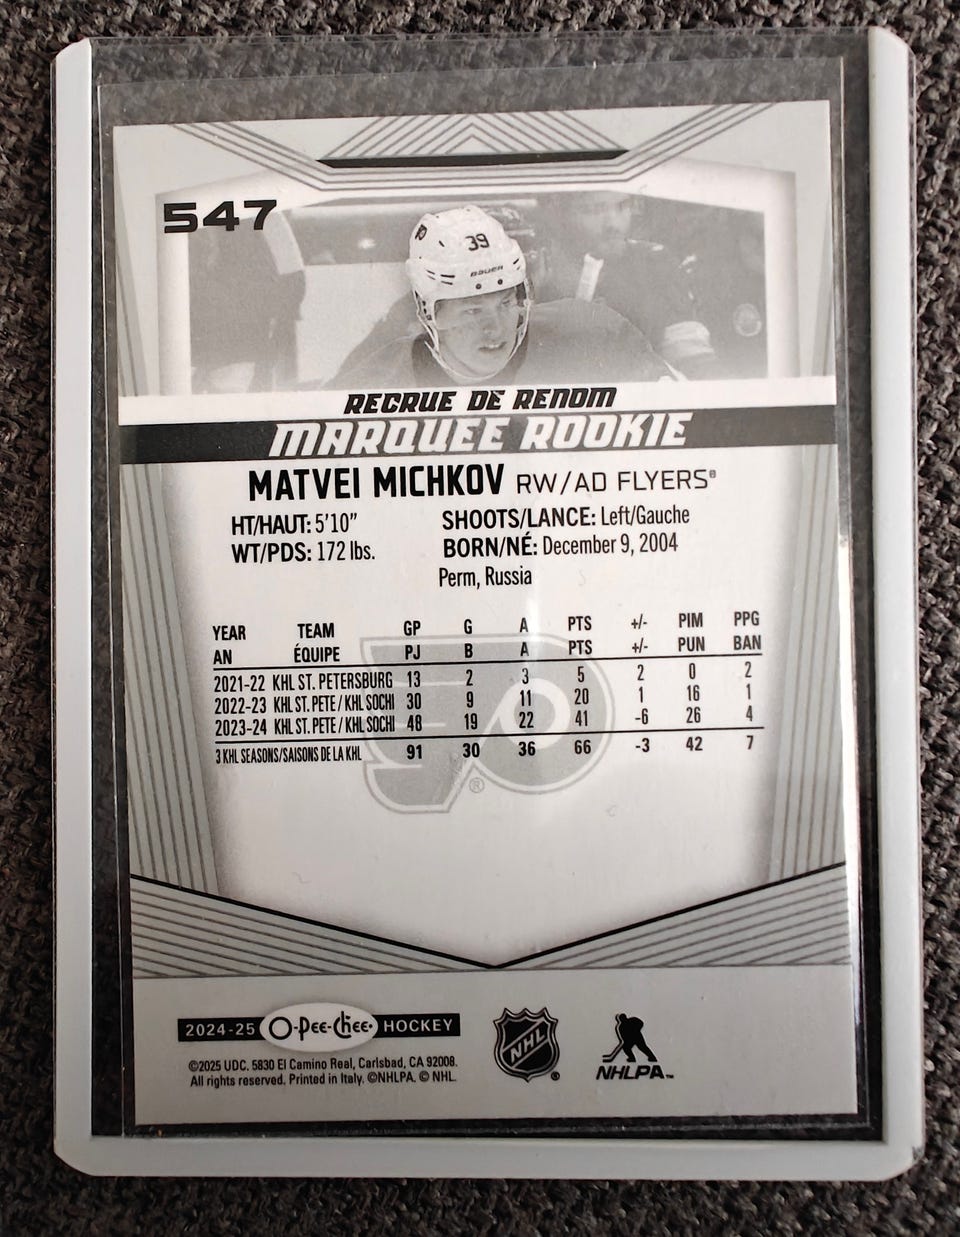 547
39
BAUER
RECRUE DE RENOM
MARQUEE ROOKIE
MATVEI MICHKOV RW/AD FLYERS®
HT/HAUT: 5'10" SHOOTS/LANCE: Left/Gauche
WT/PDS: 172 lbs. BORN/NÉ: December 9, 2004
Perm, Russia
YEAR TEAM GP G A PTS +/- PIM PPG
AN ÉQUIPE PJ B A PTS +/- PUN BAN
2021-22 KHL ST. PETERSBURG 13 2 3 5 2 0 2
2022-23 KHL ST. PETE / KHL SOCHI 30 9 11 20 1 16 1
2023-24 KHL ST. PETE / KHL SOCHI 48 19 22 41 -6 26 4
3 KHL SEASONS/SAISONS DE LA KHL 91 30 36 66 -3 42 7
®
2024-25 O-Pee-Chee® HOCKEY
©2025 UDC. 5830 El Camino Real, Carlsbad, CA 92008.
All rights reserved. Printed in Italy. ©NHLPA. © NHL.
NHL ®
NHLPA™